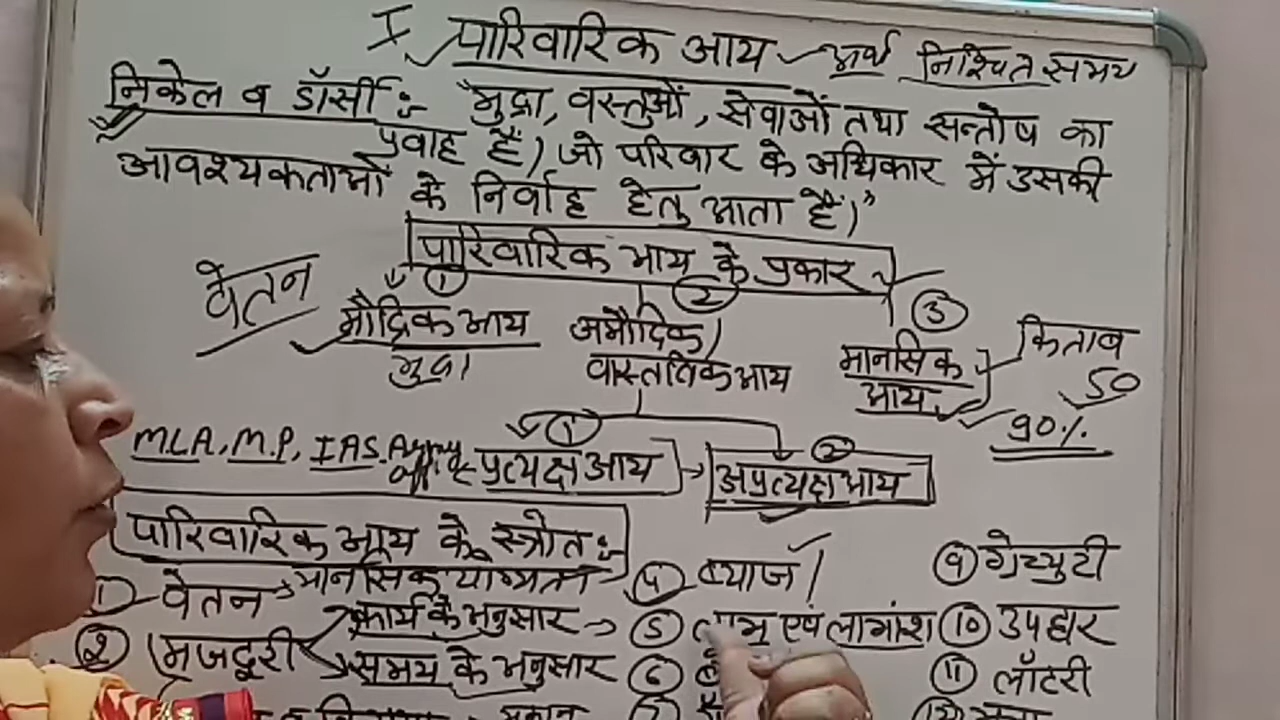 I पारिवारिक आय अर्थ निश्चित समय
निकेल व डॉर्सी :- "मुद्रा, वस्तुओं, सेवाओं तथा सन्तोष का
प्रवाह है, जो परिवार के अधिकार में उसकी
आवश्यकताओं के निर्वाह हेतु आता है।"
पारिवारिक आय के प्रकार
वेतन
① मौद्रिक आय
मुद्रा
② अमौद्रिक/
वास्तविक आय
③ मानसिक
आय
किताब
50
90%
MLA, M.P, IAS. Army
① प्रत्यक्ष आय
② अप्रत्यक्ष आय
पारिवारिक आय के स्त्रोत :-
① वेतन मानसिक योग्यता
② मजदूरी कार्य के अनुसार
समय के अनुसार
④ ब्याज
⑤ लाभ एवं लाभांश
⑥
⑨ ग्रेच्युटी
⑩ उपहार
⑪ लॉटरी